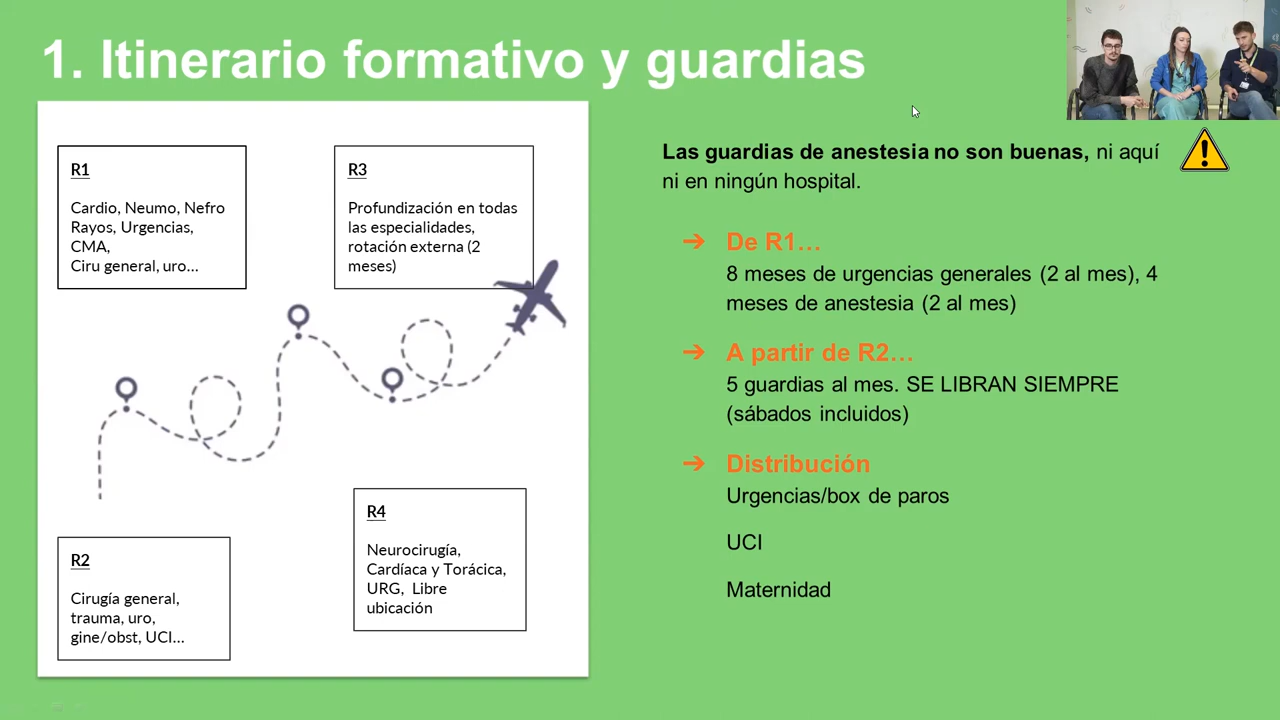 1. Itinerario formativo y guardias
R1
Cardio, Neumo, Nefro
Rayos, Urgencias,
CMA,
Ciru general, uro...
R3
Profundización en todas
las especialidades,
rotación externa (2
meses)
R2
Cirugía general,
trauma, uro,
gine/obst, UCI...
R4
Neurocirugía,
Cardíaca y Torácica,
URG, Libre
ubicación
Las guardias de anestesia no son buenas, ni aquí
ni en ningún hospital.
➔ De R1...
8 meses de urgencias generales (2 al mes), 4
meses de anestesia (2 al mes)
➔ A partir de R2...
5 guardias al mes. SE LIBRAN SIEMPRE
(sábados incluidos)
➔ Distribución
Urgencias/box de paros
UCI
Maternidad